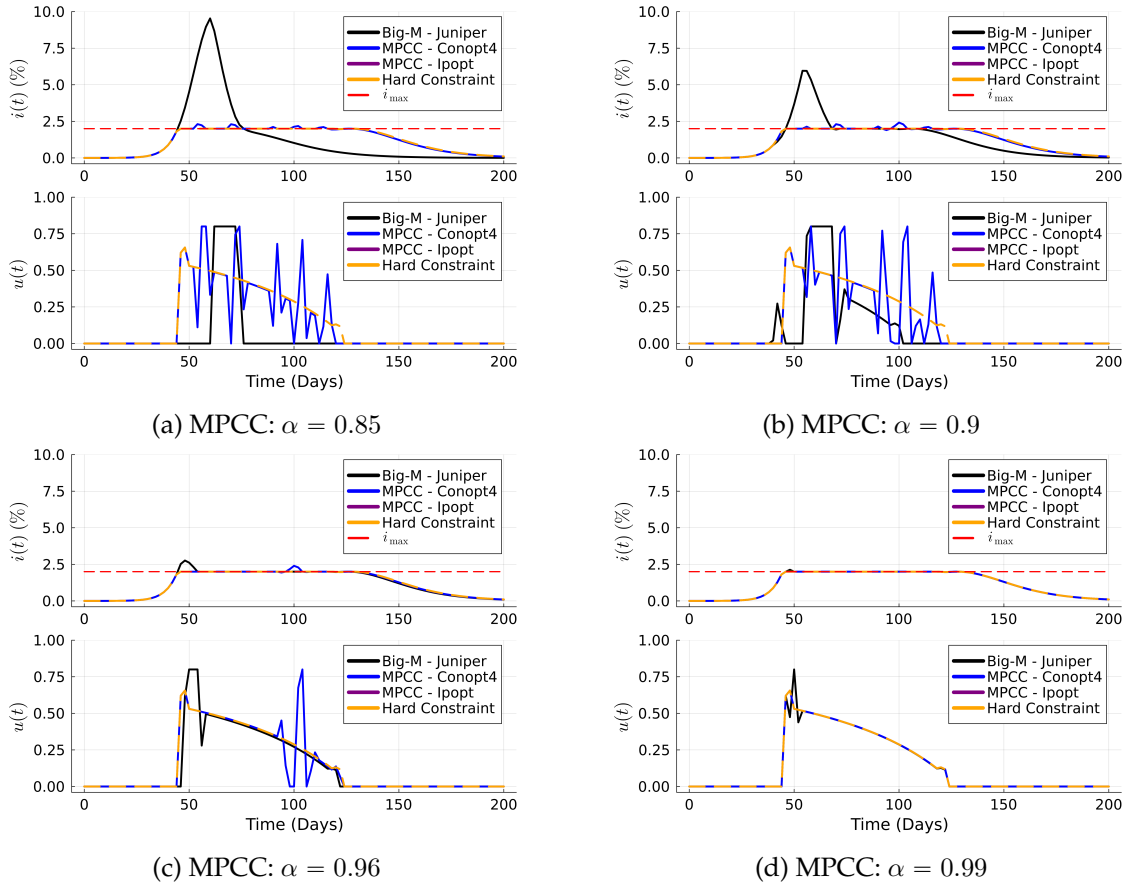 10.0
7.5
5.0
2.5
0.0
i(t) (%)
Big-M - Juniper
MPCC - Conopt4
MPCC - Ipopt
Hard Constraint
i_max
0 50 100 150 200
1.00
0.75
0.50
0.25
0.00
u(t)
Big-M - Juniper
MPCC - Conopt4
MPCC - Ipopt
Hard Constraint
0 50 100 150 200
Time (Days)
(a) MPCC: α = 0.85
10.0
7.5
5.0
2.5
0.0
i(t) (%)
Big-M - Juniper
MPCC - Conopt4
MPCC - Ipopt
Hard Constraint
i_max
0 50 100 150 200
1.00
0.75
0.50
0.25
0.00
u(t)
Big-M - Juniper
MPCC - Conopt4
MPCC - Ipopt
Hard Constraint
0 50 100 150 200
Time (Days)
(b) MPCC: α = 0.9
10.0
7.5
5.0
2.5
0.0
i(t) (%)
Big-M - Juniper
MPCC - Conopt4
MPCC - Ipopt
Hard Constraint
i_max
0 50 100 150 200
1.00
0.75
0.50
0.25
0.00
u(t)
Big-M - Juniper
MPCC - Conopt4
MPCC - Ipopt
Hard Constraint
0 50 100 150 200
Time (Days)
(c) MPCC: α = 0.96
10.0
7.5
5.0
2.5
0.0
i(t) (%)
Big-M - Juniper
MPCC - Conopt4
MPCC - Ipopt
Hard Constraint
i_max
0 50 100 150 200
1.00
0.75
0.50
0.25
0.00
u(t)
Big-M - Juniper
MPCC - Conopt4
MPCC - Ipopt
Hard Constraint
0 50 100 150 200
Time (Days)
(d) MPCC: α = 0.99